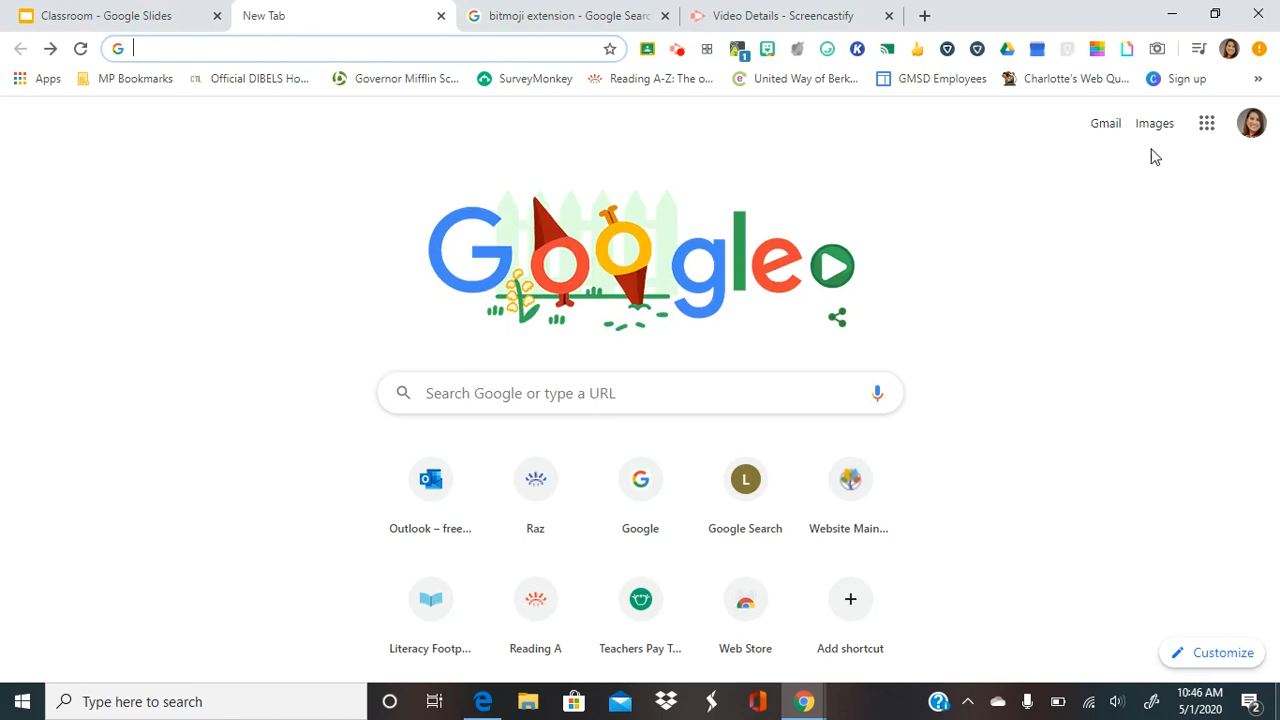 Classroom - Google Slides
New Tab
bitmoji extension - Google Searc
Video Details - Screencastify
Apps
MP Bookmarks
Official DIBELS Ho...
Governor Mifflin Sc...
SurveyMonkey
Reading A-Z: The o...
United Way of Berk...
GMSD Employees
Charlotte's Web Qu...
Sign up
Gmail
Images
Google
Search Google or type a URL
Outlook – free...
Raz
Google
Google Search
Website Main...
Literacy Footp...
Reading A
Teachers Pay T...
Web Store
Add shortcut
Customize
Type here to search
10:46 AM
5/1/2020